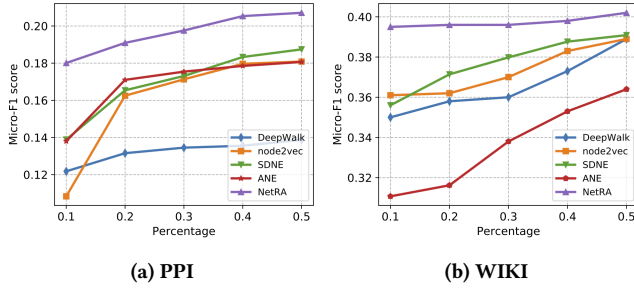 0.20
0.18
0.16
0.14
0.12
Micro-F1 score
0.1 0.2 0.3 0.4 0.5
Percentage
DeepWalk
node2vec
SDNE
ANE
NetRA
(a) PPI
0.40
0.38
0.36
0.34
0.32
Micro-F1 score
0.1 0.2 0.3 0.4 0.5
Percentage
DeepWalk
node2vec
SDNE
ANE
NetRA
(b) WIKI